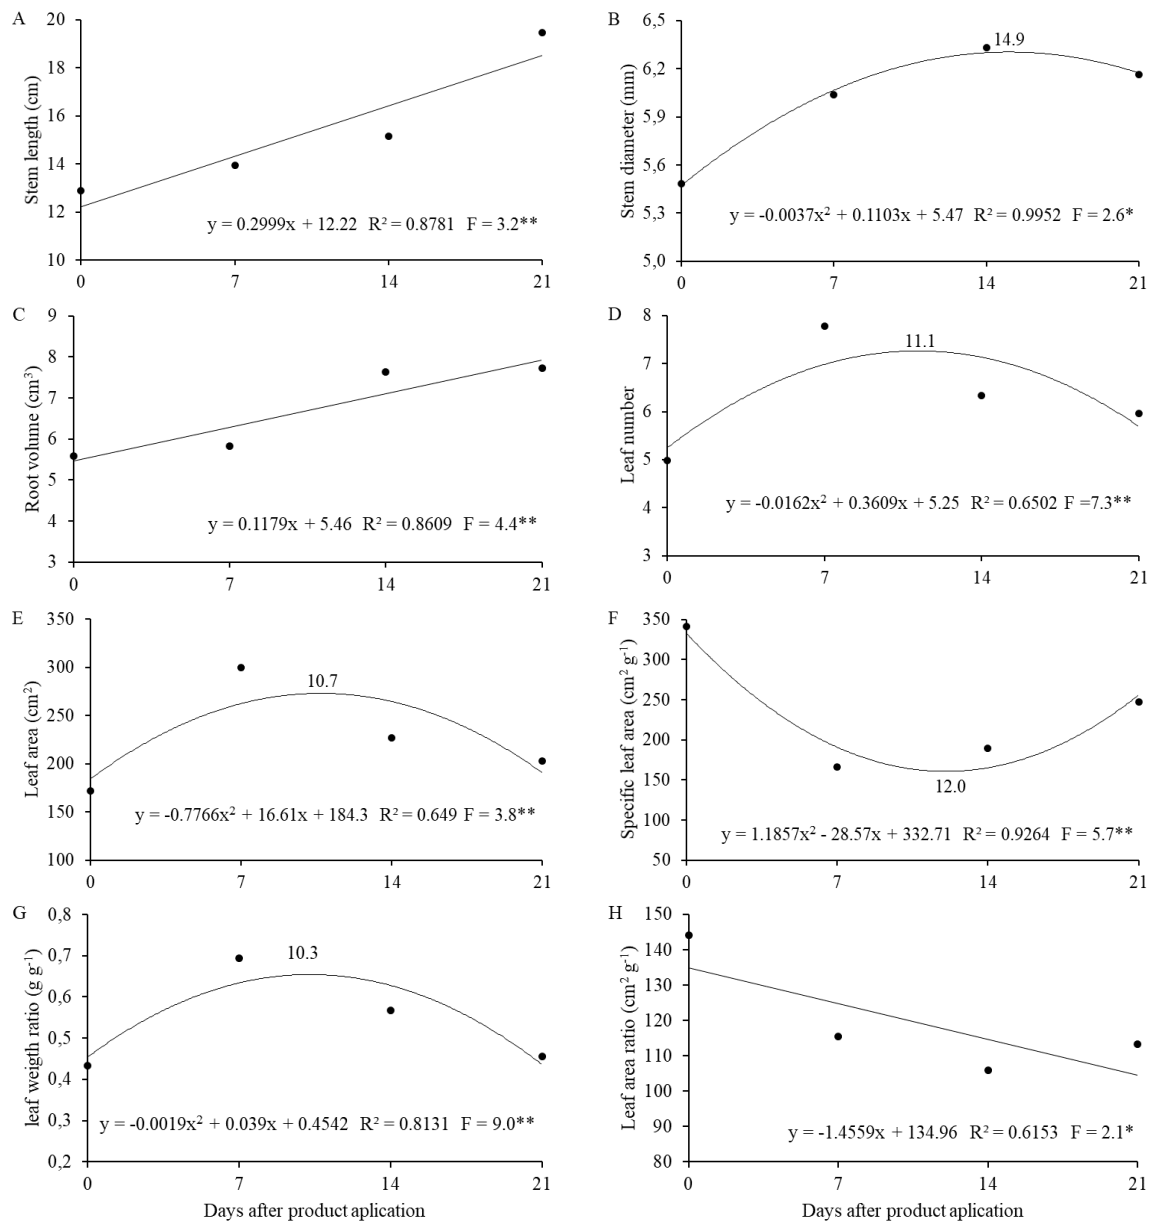 A
Stem length (cm)
20
18
16
14
12
10
y = 0.2999x + 12.22 R² = 0.8781 F = 3.2**
0 7 14 21
B
Stem diameter (mm)
6,5
6,2
5,9
5,6
5,3
5,0
14.9
y = -0.0037x² + 0.1103x + 5.47 R² = 0.9952 F = 2.6*
0 7 14 21
C
Root volume (cm³)
9
8
7
6
5
4
3
y = 0.1179x + 5.46 R² = 0.8609 F = 4.4**
0 7 14 21
D
Leaf number
8
7
6
5
4
3
11.1
y = -0.0162x² + 0.3609x + 5.25 R² = 0.6502 F =7.3**
0 7 14 21
E
Leaf area (cm²)
350
300
250
200
150
100
10.7
y = -0.7766x² + 16.61x + 184.3 R² = 0.649 F = 3.8**
0 7 14 21
F
Specific leaf area (cm² g⁻¹)
350
300
250
200
150
100
50
12.0
y = 1.1857x² - 28.57x + 332.71 R² = 0.9264 F = 5.7**
0 7 14 21
G
leaf weigth ratio (g g⁻¹)
0,8
0,7
0,6
0,5
0,4
0,3
0,2
10.3
y = -0.0019x² + 0.039x + 0.4542 R² = 0.8131 F = 9.0**
0 7 14 21
Days after product aplication
H
Leaf area ratio (cm² g⁻¹)
150
140
130
120
110
100
90
80
y = -1.4559x + 134.96 R² = 0.6153 F = 2.1*
0 7 14 21
Days after product aplication